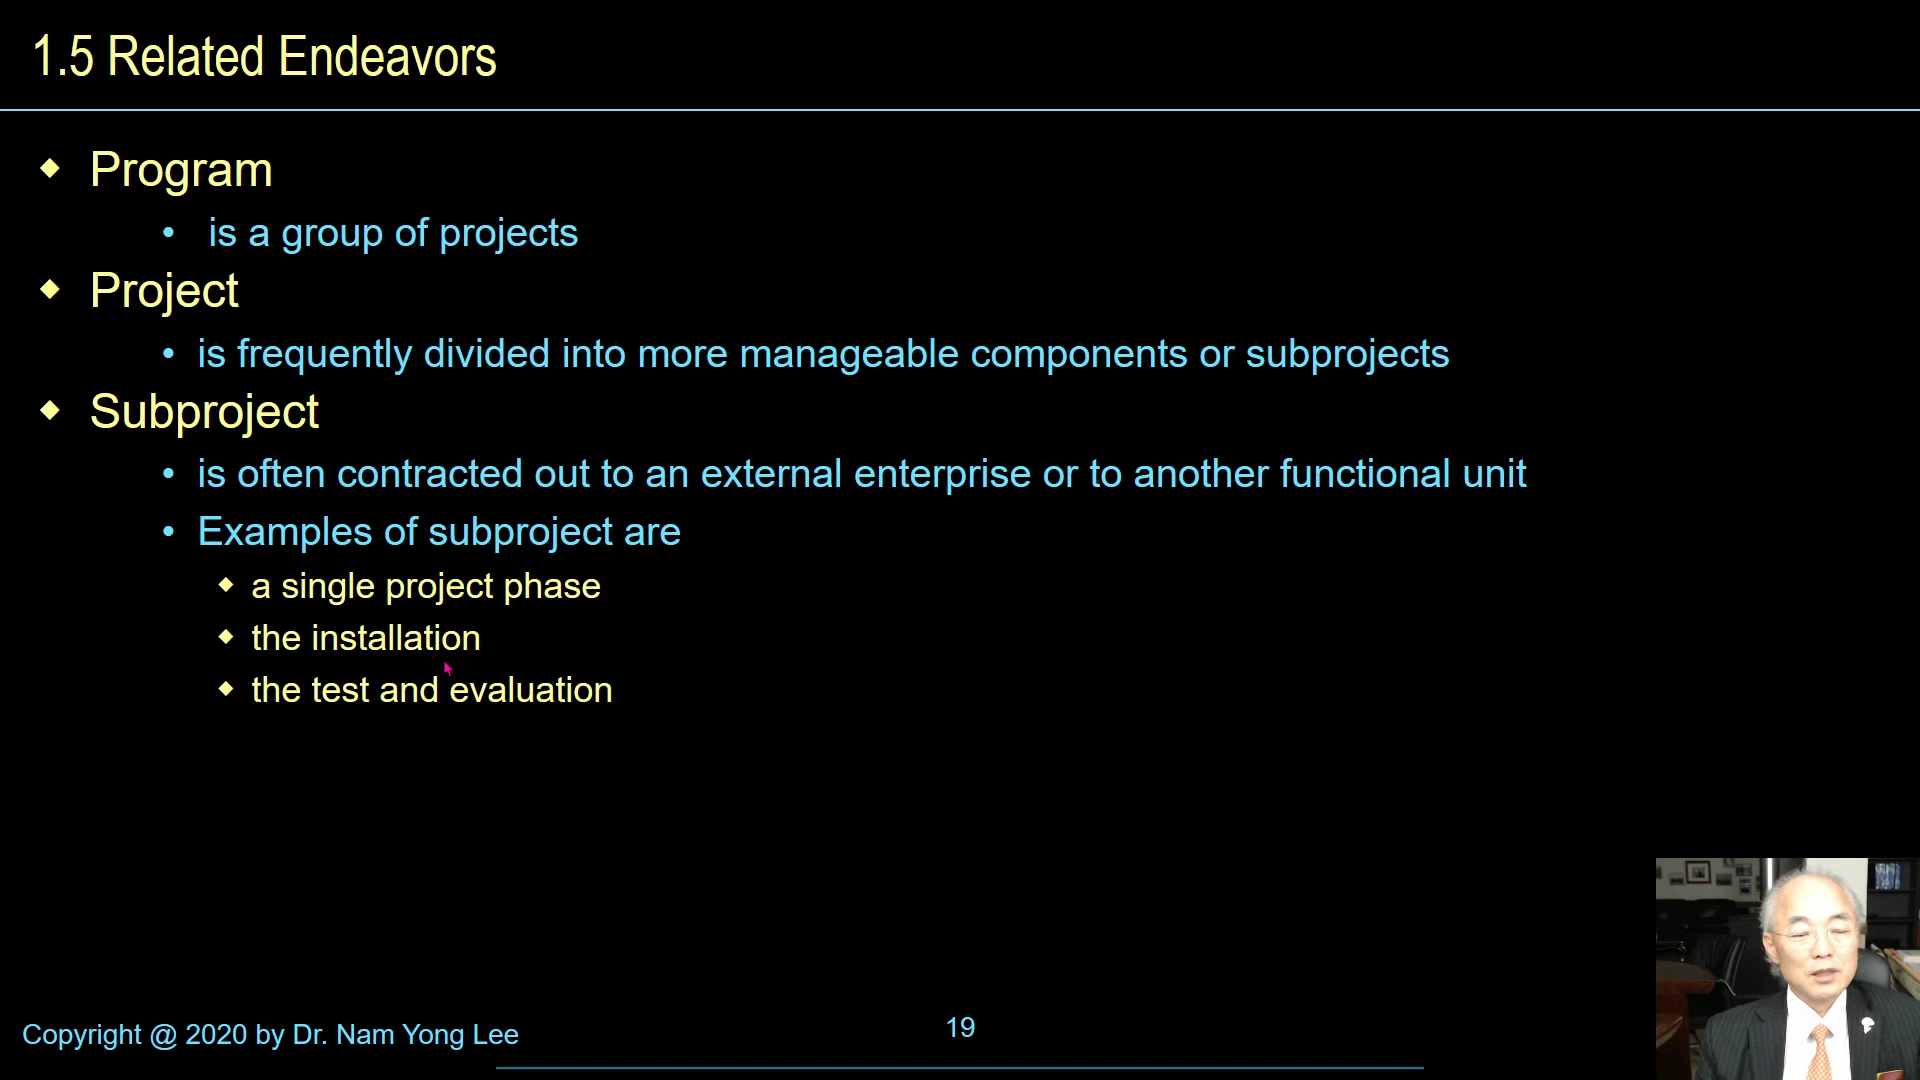 1.5 Related Endeavors
Program
is a group of projects
Project
is frequently divided into more manageable components or subprojects
Subproject
is often contracted out to an external enterprise or to another functional unit
Examples of subproject are
a single project phase
the installation
the test and evaluation
Copyright @ 2020 by Dr. Nam Yong Lee
19